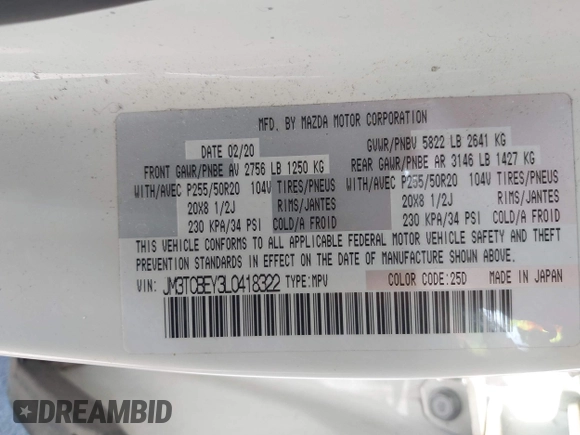 MFD. BY MAZDA MOTOR CORPORATION
DATE 02/20 GVWR/PNBV 5822 LB 2641 KG
FRONT GAWR/PNBE AV 2756 LB 1250 KG REAR GAWR/PNBE AR 3146 LB 1427 KG
WITH/AVEC P255/50R20 104V TIRES/PNEUS WITH/AVEC P255/50R20 104V TIRES/PNEUS
20X8 1/2J RIMS/JANTES 20X8 1/2J RIMS/JANTES
230 KPA/34 PSI COLD/A FROID 230 KPA/34 PSI COLD/A FROID
THIS VEHICLE CONFORMS TO ALL APPLICABLE FEDERAL MOTOR VEHICLE SAFETY AND THEFT
PREVENTION STANDARDS IN EFFECT ON THE DATE OF MANUFACTURE SHOWN ABOVE.
VIN: JM3TCBEY3L0418322 TYPE:MPV COLOR CODE:25D MADE IN JAPAN
DREAMBID